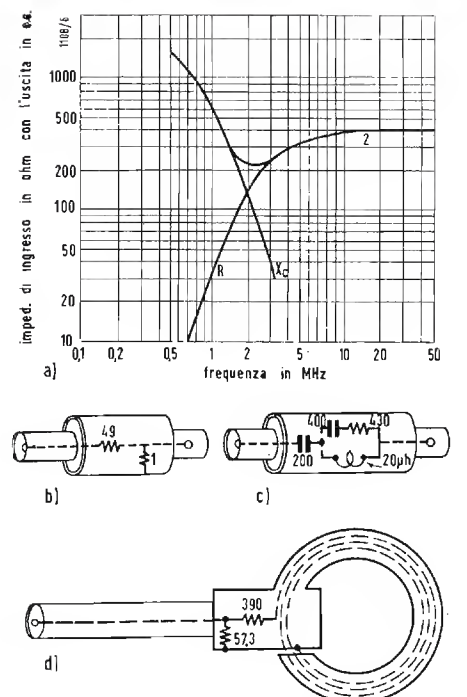 imped. di ingresso in ohm con l'uscita in c.c.
1108/6
1000
500
200
100
50
20
10
2
R
Xc
0,1 0,2 0,5 1 2 5 10 20 50
frequenza in MHz
a)
49
1
b)
400 430
200
20µh
c)
390
57,3
d)